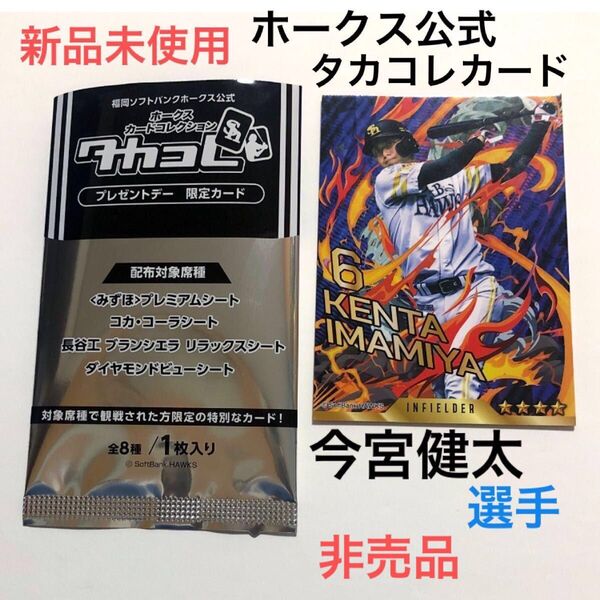 新品未使用
ホークス公式
タカコレカード
福岡ソフトバンクホークス公式
ホークス
カードコレクション
タカコレ
プレゼントデー 限定カード
配布対象席種
〈みずほ〉プレミアムシート
コカ・コーラシート
長谷工 ブランシエラ リラックスシート
ダイヤモンドビューシート
対象席種で観戦された方限定の特別なカード!
全8種 / 1枚入り
© SoftBank HAWKS
6
KENTA
IMAMIYA
©SoftBank HAWKS
INFIELDER
今宮健太
選手
非売品